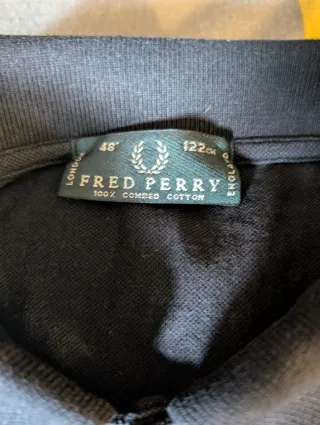 48" 122cm
LONDON
FRED PERRY
ENGLAND
100% COMBED COTTON